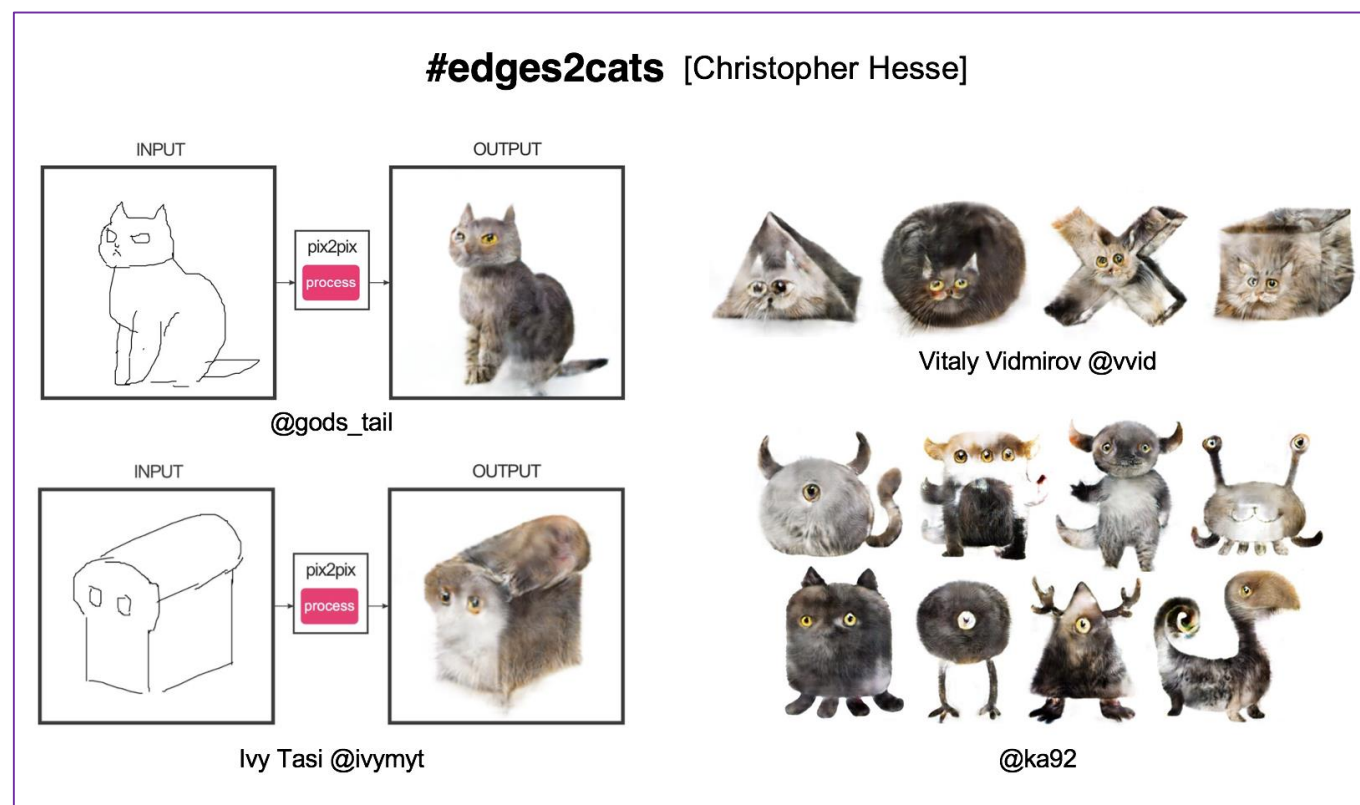 #edges2cats [Christopher Hesse]
INPUT
OUTPUT
pix2pix
process
@gods_tail
INPUT
OUTPUT
pix2pix
process
Ivy Tasi @ivymyt
Vitaly Vidmirov @vvid
@ka92